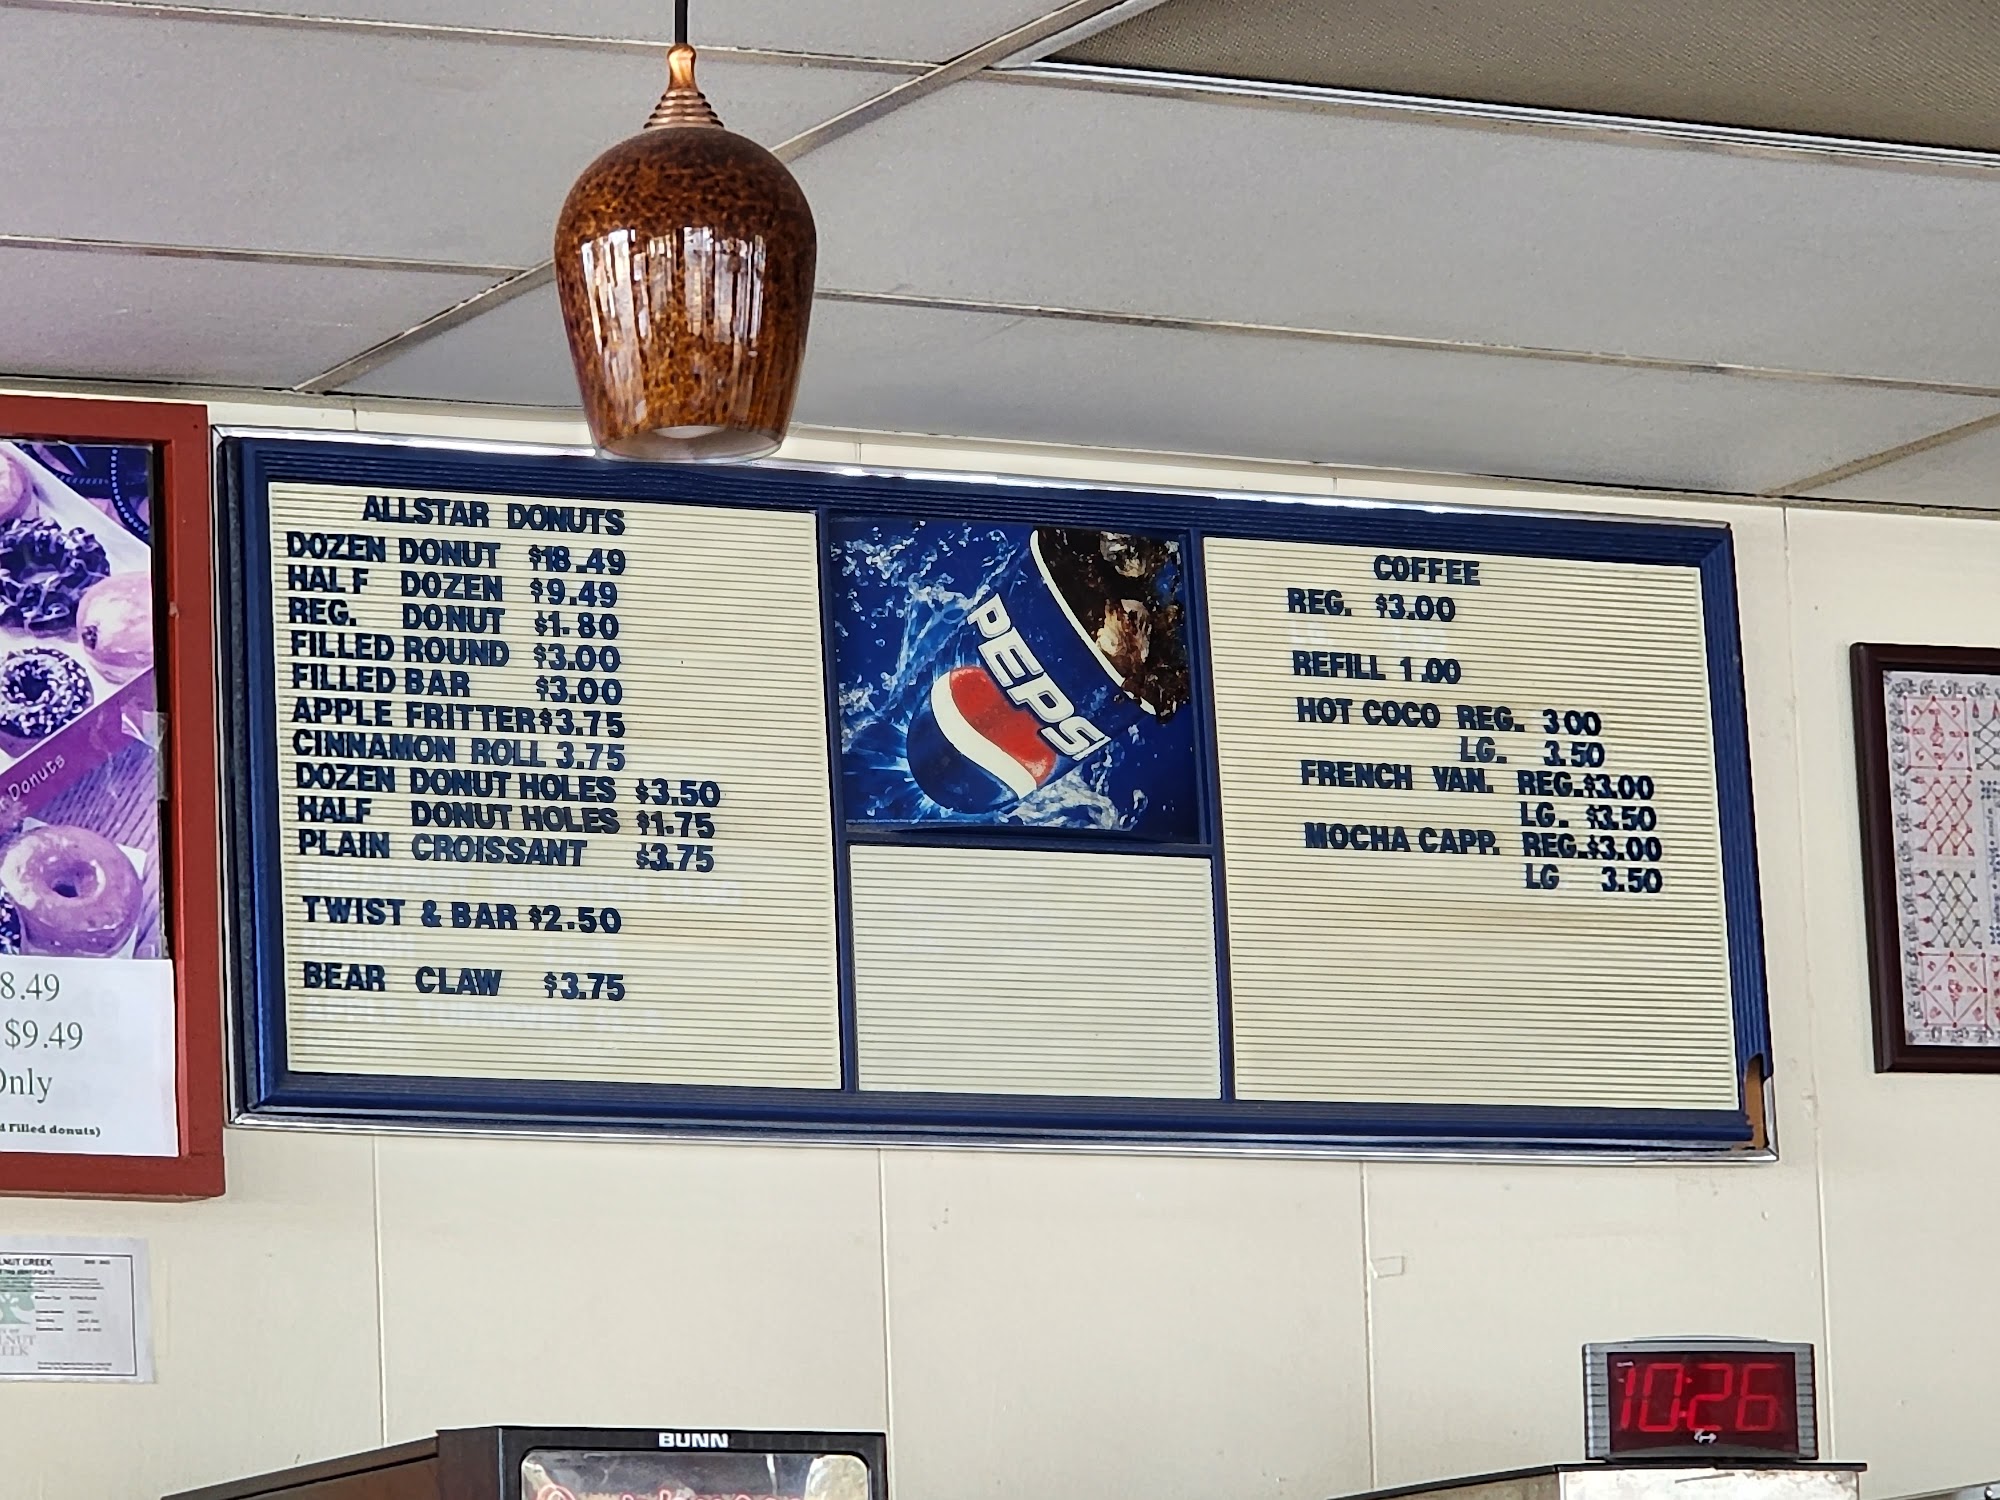 ALLSTAR DONUTS
DOZEN DONUT $18.49
HALF DOZEN $9.49
REG. DONUT $1.80
FILLED ROUND $3.00
FILLED BAR $3.00
APPLE FRITTER $3.75
CINNAMON ROLL 3.75
DOZEN DONUT HOLES $3.50
HALF DONUT HOLES $1.75
PLAIN CROISSANT $3.75
TWIST & BAR $2.50
BEAR CLAW $3.75
PEPSI
COFFEE
REG. $3.00
REFILL 1.00
HOT COCO REG. 3 00
LG. 3.50
FRENCH VAN. REG. $3.00
LG. $3.50
MOCHA CAPP. REG. $3.00
LG 3.50
Donuts
8.49
$9.49
Only
Filled donuts)
CREEK
BUNN
10:26